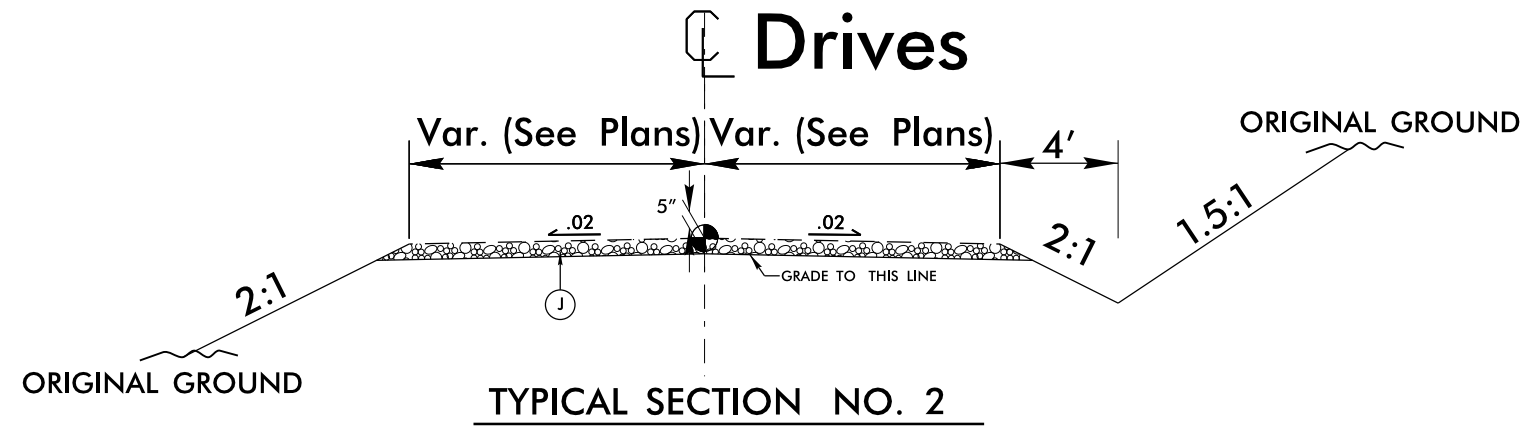 ℄ Drives
Var. (See Plans) Var. (See Plans) 4'
ORIGINAL GROUND
5"
.02 .02
2:1 1.5:1
2:1
GRADE TO THIS LINE
J
ORIGINAL GROUND
TYPICAL SECTION NO. 2